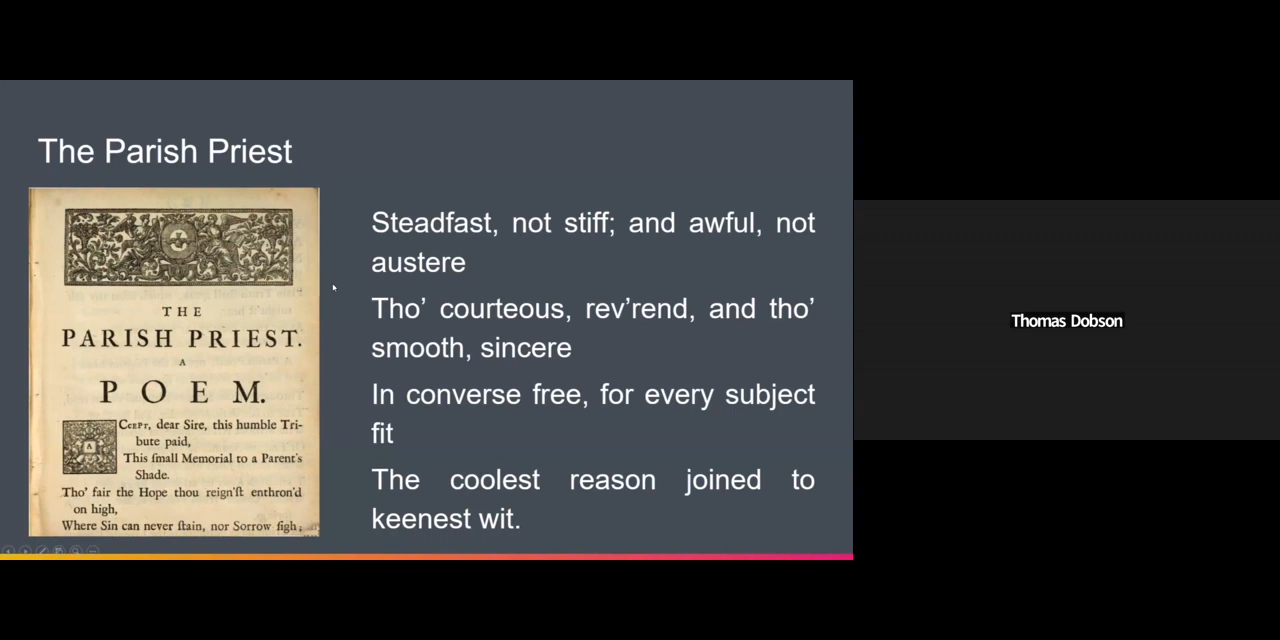 The Parish Priest
THE
PARISH PRIEST.
A
POEM.
ACCEPT, dear Sire, this humble Tri-
bute paid,
This ſmall Memorial to a Parent's
Shade.
Tho' fair the Hope thou reign'ſt enthron'd
on high,
Where Sin can never ſtain, nor Sorrow ſigh;
Steadfast, not stiff; and awful, not
austere
Tho’ courteous, rev’rend, and tho’
smooth, sincere
In converse free, for every subject
fit
The coolest reason joined to
keenest wit.
Thomas Dobson